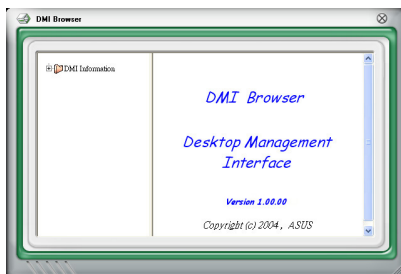 DMI Browser
DMI Information
DMI Browser
Desktop Management
Interface
Version 1.00.00
Copyright (c) 2004 , ASUS